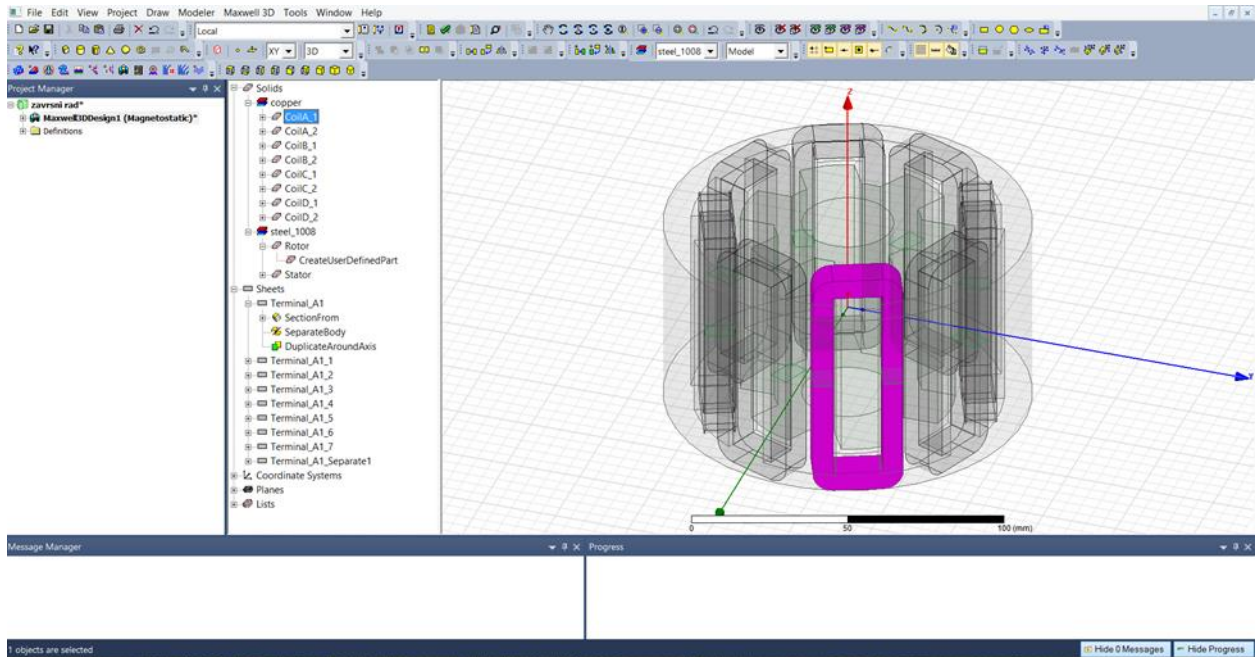 File Edit View Project Draw Modeler Maxwell 3D Tools Window Help
Local
XY 3D steel_1008 Model
Project Manager
zavrsni rad*
Maxwell3DDesign1 (Magnetostatic)*
Definitions
Solids
copper
CoilA_1
CoilA_2
CoilB_1
CoilB_2
CoilC_1
CoilC_2
CoilD_1
CoilD_2
steel_1008
Rotor
CreateUserDefinedPart
Stator
Sheets
Terminal_A1
SectionFrom
SeparateBody
DuplicateAroundAxis
Terminal_A1_1
Terminal_A1_2
Terminal_A1_3
Terminal_A1_4
Terminal_A1_5
Terminal_A1_6
Terminal_A1_7
Terminal_A1_Separate1
Coordinate Systems
Planes
Lists
Z
Y
0 50 100 (mm)
Message Manager
Progress
1 objects are selected
Hide 0 Messages
Hide Progress